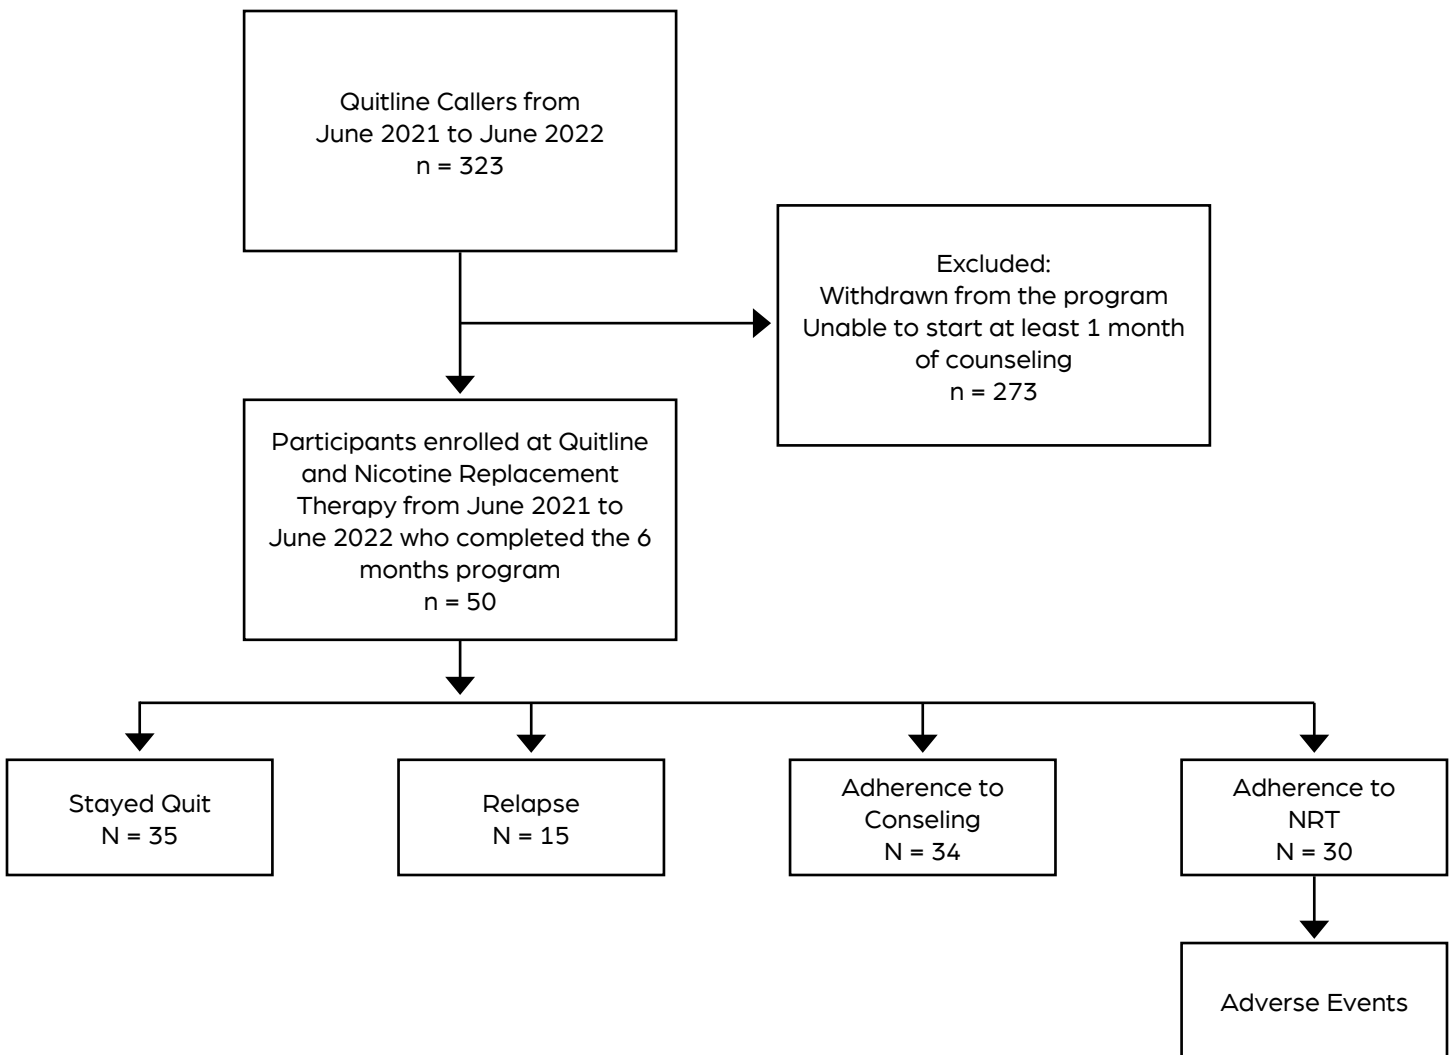 Quitline Callers from
June 2021 to June 2022
n = 323
Excluded:
Withdrawn from the program
Unable to start at least 1 month
of counseling
n = 273
Participants enrolled at Quitline
and Nicotine Replacement
Therapy from June 2021 to
June 2022 who completed the 6
months program
n = 50
Stayed Quit
N = 35
Relapse
N = 15
Adherence to
Conseling
N = 34
Adherence to
NRT
N = 30
Adverse Events